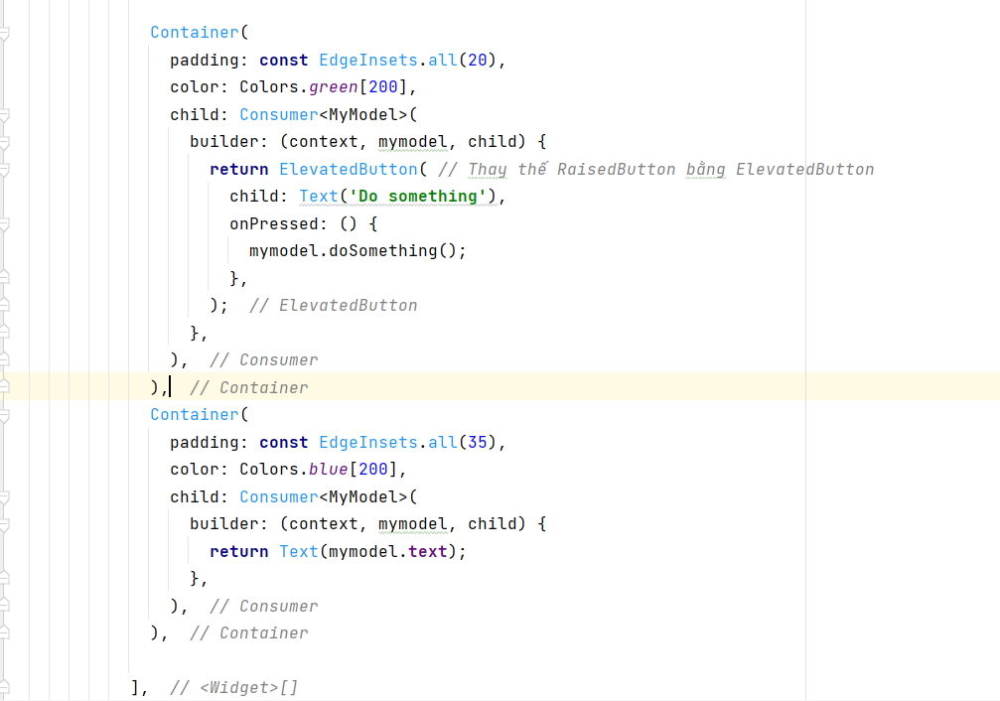 Container(
padding: const EdgeInsets.all(20),
color: Colors.green[200],
child: Consumer<MyModel>(
builder: (context, mymodel, child) {
return ElevatedButton( // Thay thế RaisedButton bằng ElevatedButton
child: Text('Do something'),
onPressed: () {
mymodel.doSomething();
},
); // ElevatedButton
},
), // Consumer
), // Container
Container(
padding: const EdgeInsets.all(35),
color: Colors.blue[200],
child: Consumer<MyModel>(
builder: (context, mymodel, child) {
return Text(mymodel.text);
},
), // Consumer
), // Container
], // <Widget>[]